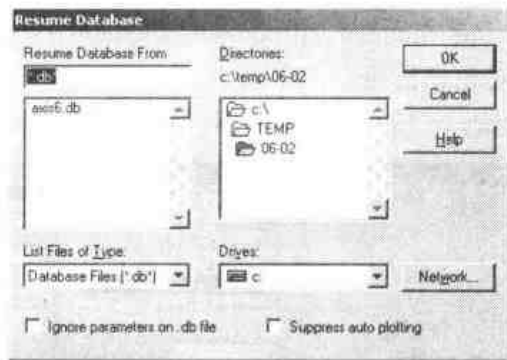 Resume Database
Resume Database From
*.db
axis6.db
List Files of Type:
Database Files (*.db*)
Ignore parameters on .db file
Directories:
c:\temp\06-02
c:\
TEMP
06-02
Drives:
c
Suppress auto plotting
OK
Cancel
Help
Network...